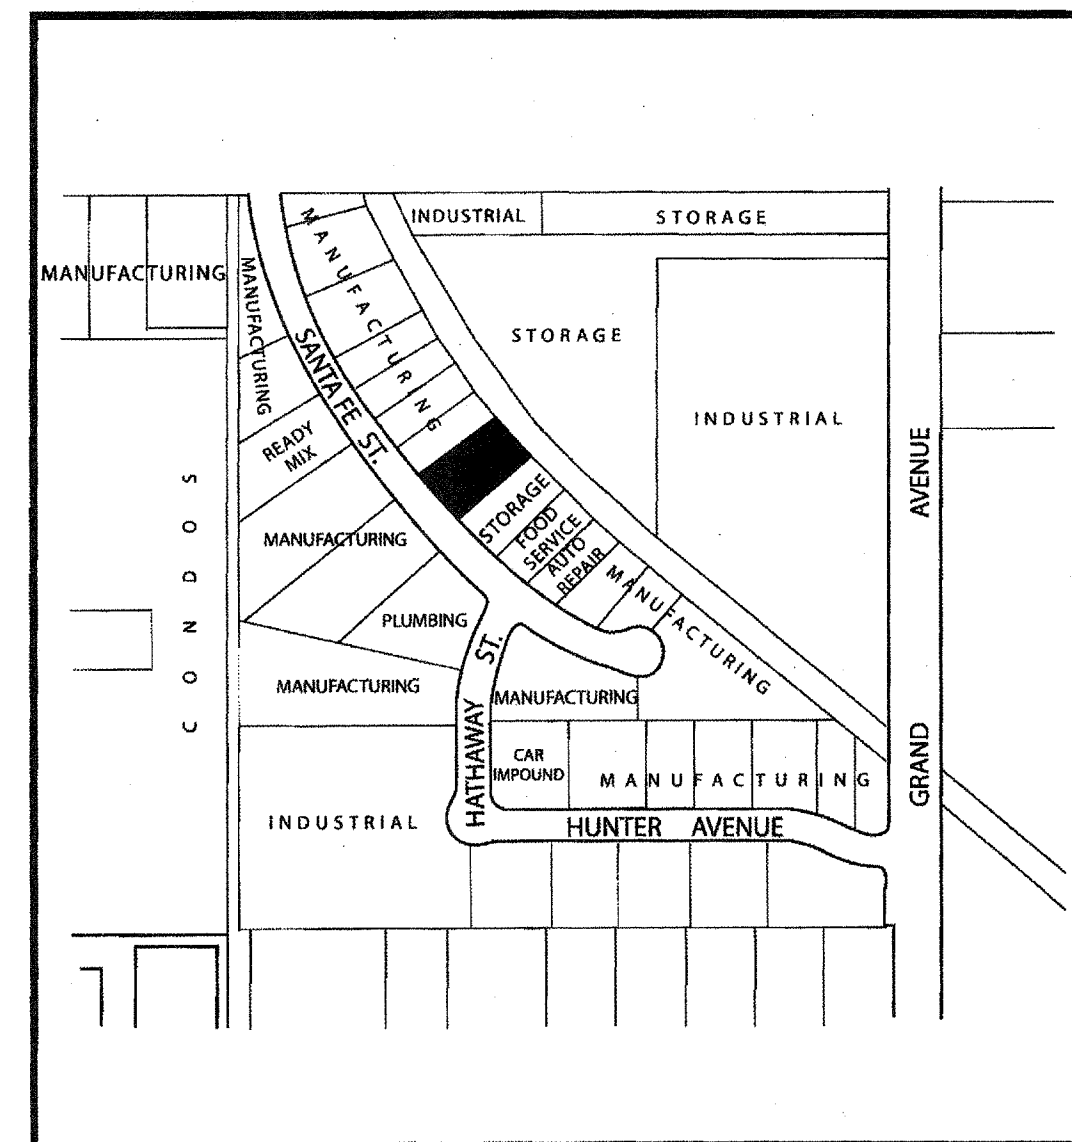 INDUSTRIAL
STORAGE
MANUFACTURING
MANUFACTURING
MANUFACTURING
STORAGE
SANTA FE ST.
INDUSTRIAL
READY
MIX
AVENUE
STORAGE
CONDOS
FOOD
SERVICE
MANUFACTURING
AUTO
REPAIR
MANUFACTURING
PLUMBING
ST.
MANUFACTURING
MANUFACTURING
HATHAWAY
CAR
IMPOUND
MANUFACTURING
GRAND
INDUSTRIAL
HUNTER AVENUE